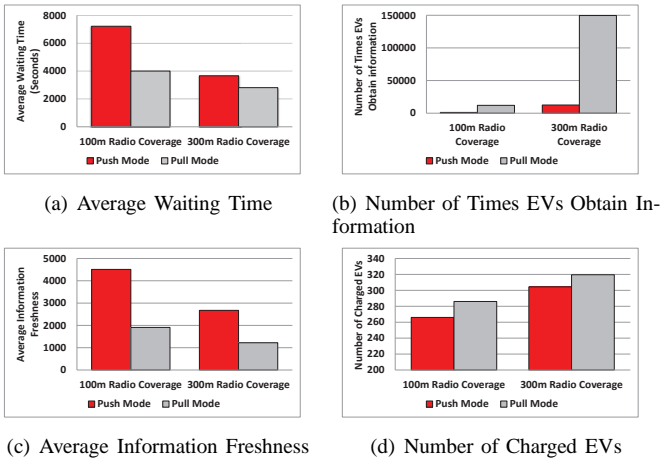 8000
6000
4000
2000
0
Average Waiting Time
(Seconds)
100m Radio Coverage
300m Radio Coverage
Push Mode
Pull Mode
(a) Average Waiting Time
150000
100000
50000
0
Number of Times EVs
Obtain information
100m Radio
Coverage
300m Radio
Coverage
Push Mode
Pull Mode
(b) Number of Times EVs Obtain In-
formation
5000
4000
3000
2000
1000
0
Average Information
Freshness
100m Radio Coverage
300m Radio Coverage
Push Mode
Pull Mode
(c) Average Information Freshness
340
320
300
280
260
240
220
200
Number of Charged EVs
100m Radio Coverage
300m Radio Coverage
Push Mode
Pull Mode
(d) Number of Charged EVs